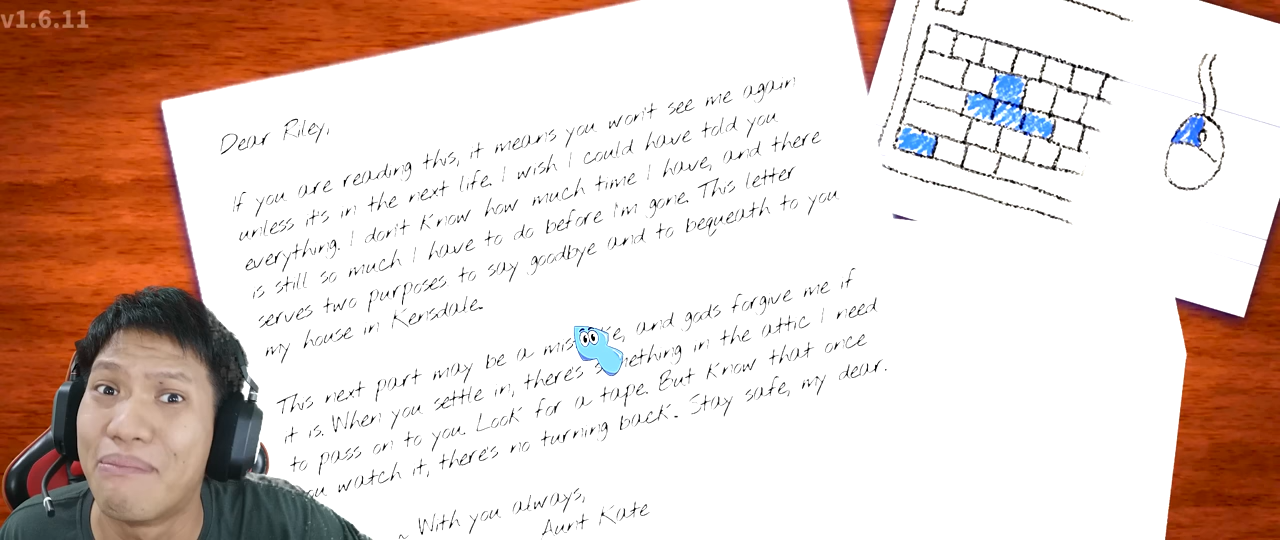 v1.6.11
Dear Riley,
If you are reading this, it means you won't see me again
unless it's in the next life. I wish I could have told you
everything. I don't know how much time I have, and there
is still so much I have to do before I'm gone. This letter
serves two purposes: to say goodbye and to bequeath to you
my house in Kensdale.
This next part may be a and gods forgive me if
it is. When you settle in, there's something in the attic I need
to pass on to you. Look for a tape. But know that once
you watch it, there's no turning back. Stay safe, my dear.
~ With you always,
Aunt Kate